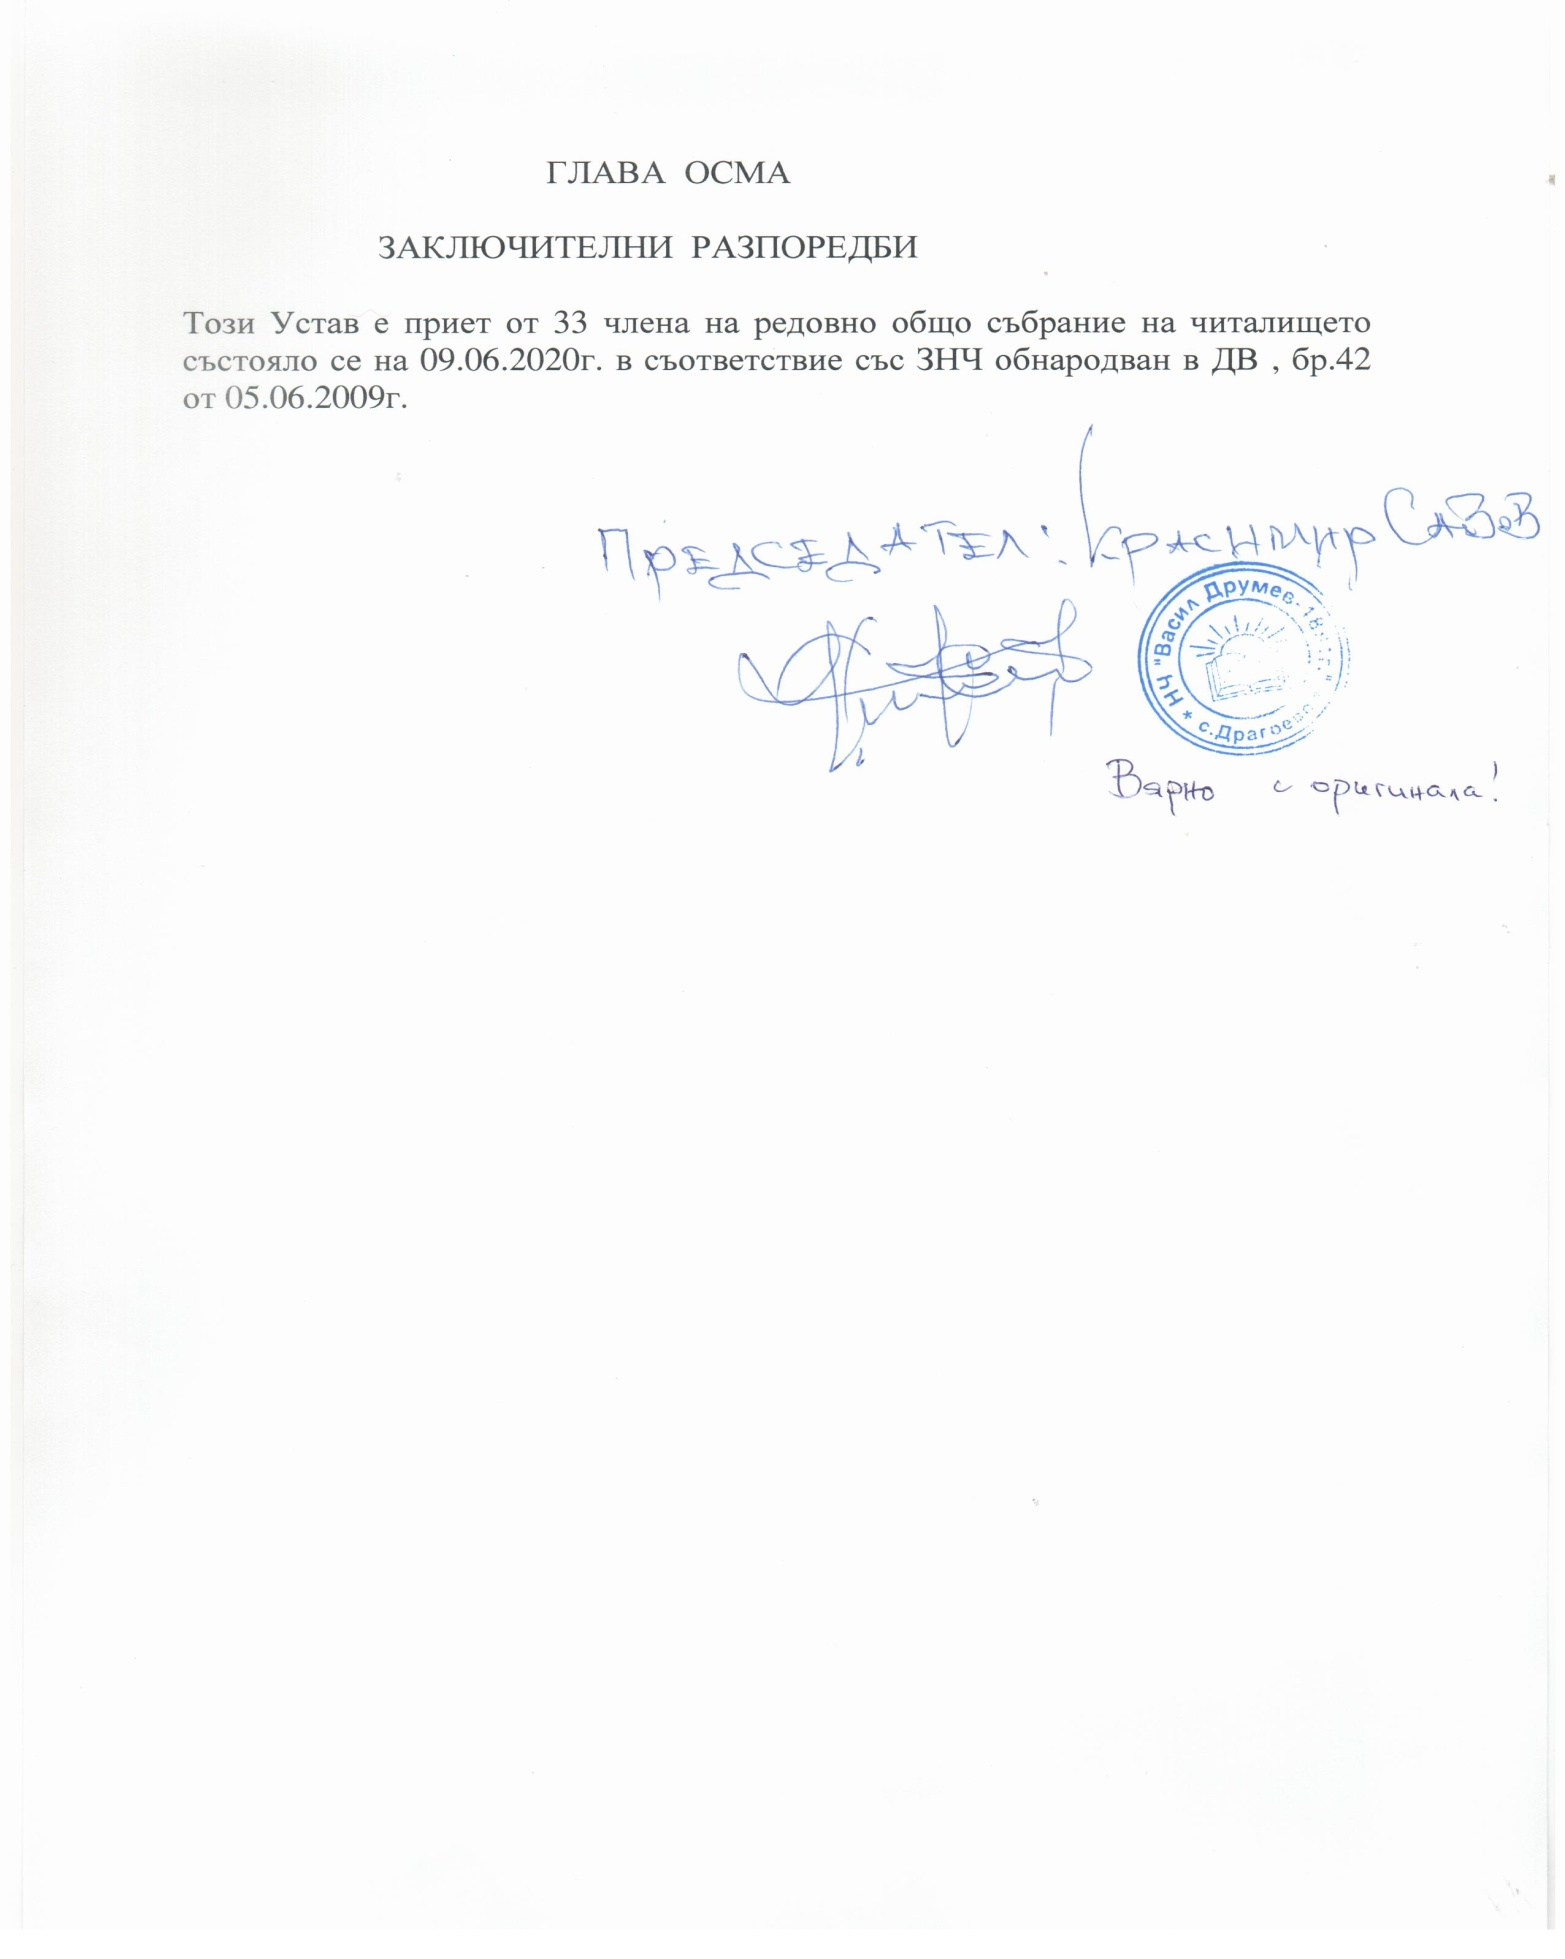 ГЛАВА ОСМА
ЗАКЛЮЧИТЕЛНИ РАЗПОРЕДБИ
Този Устав е приет от 33 члена на редовно общо събрание на читалището
състояло се на 09.06.2020г. в съответствие със ЗНЧ обнародван в ДВ , бр.42
от 05.06.2009г.
Председател: Красимир Сазов
НЧ "Васил Друмев-
* с.Драгоево
Вярно с оригинала!